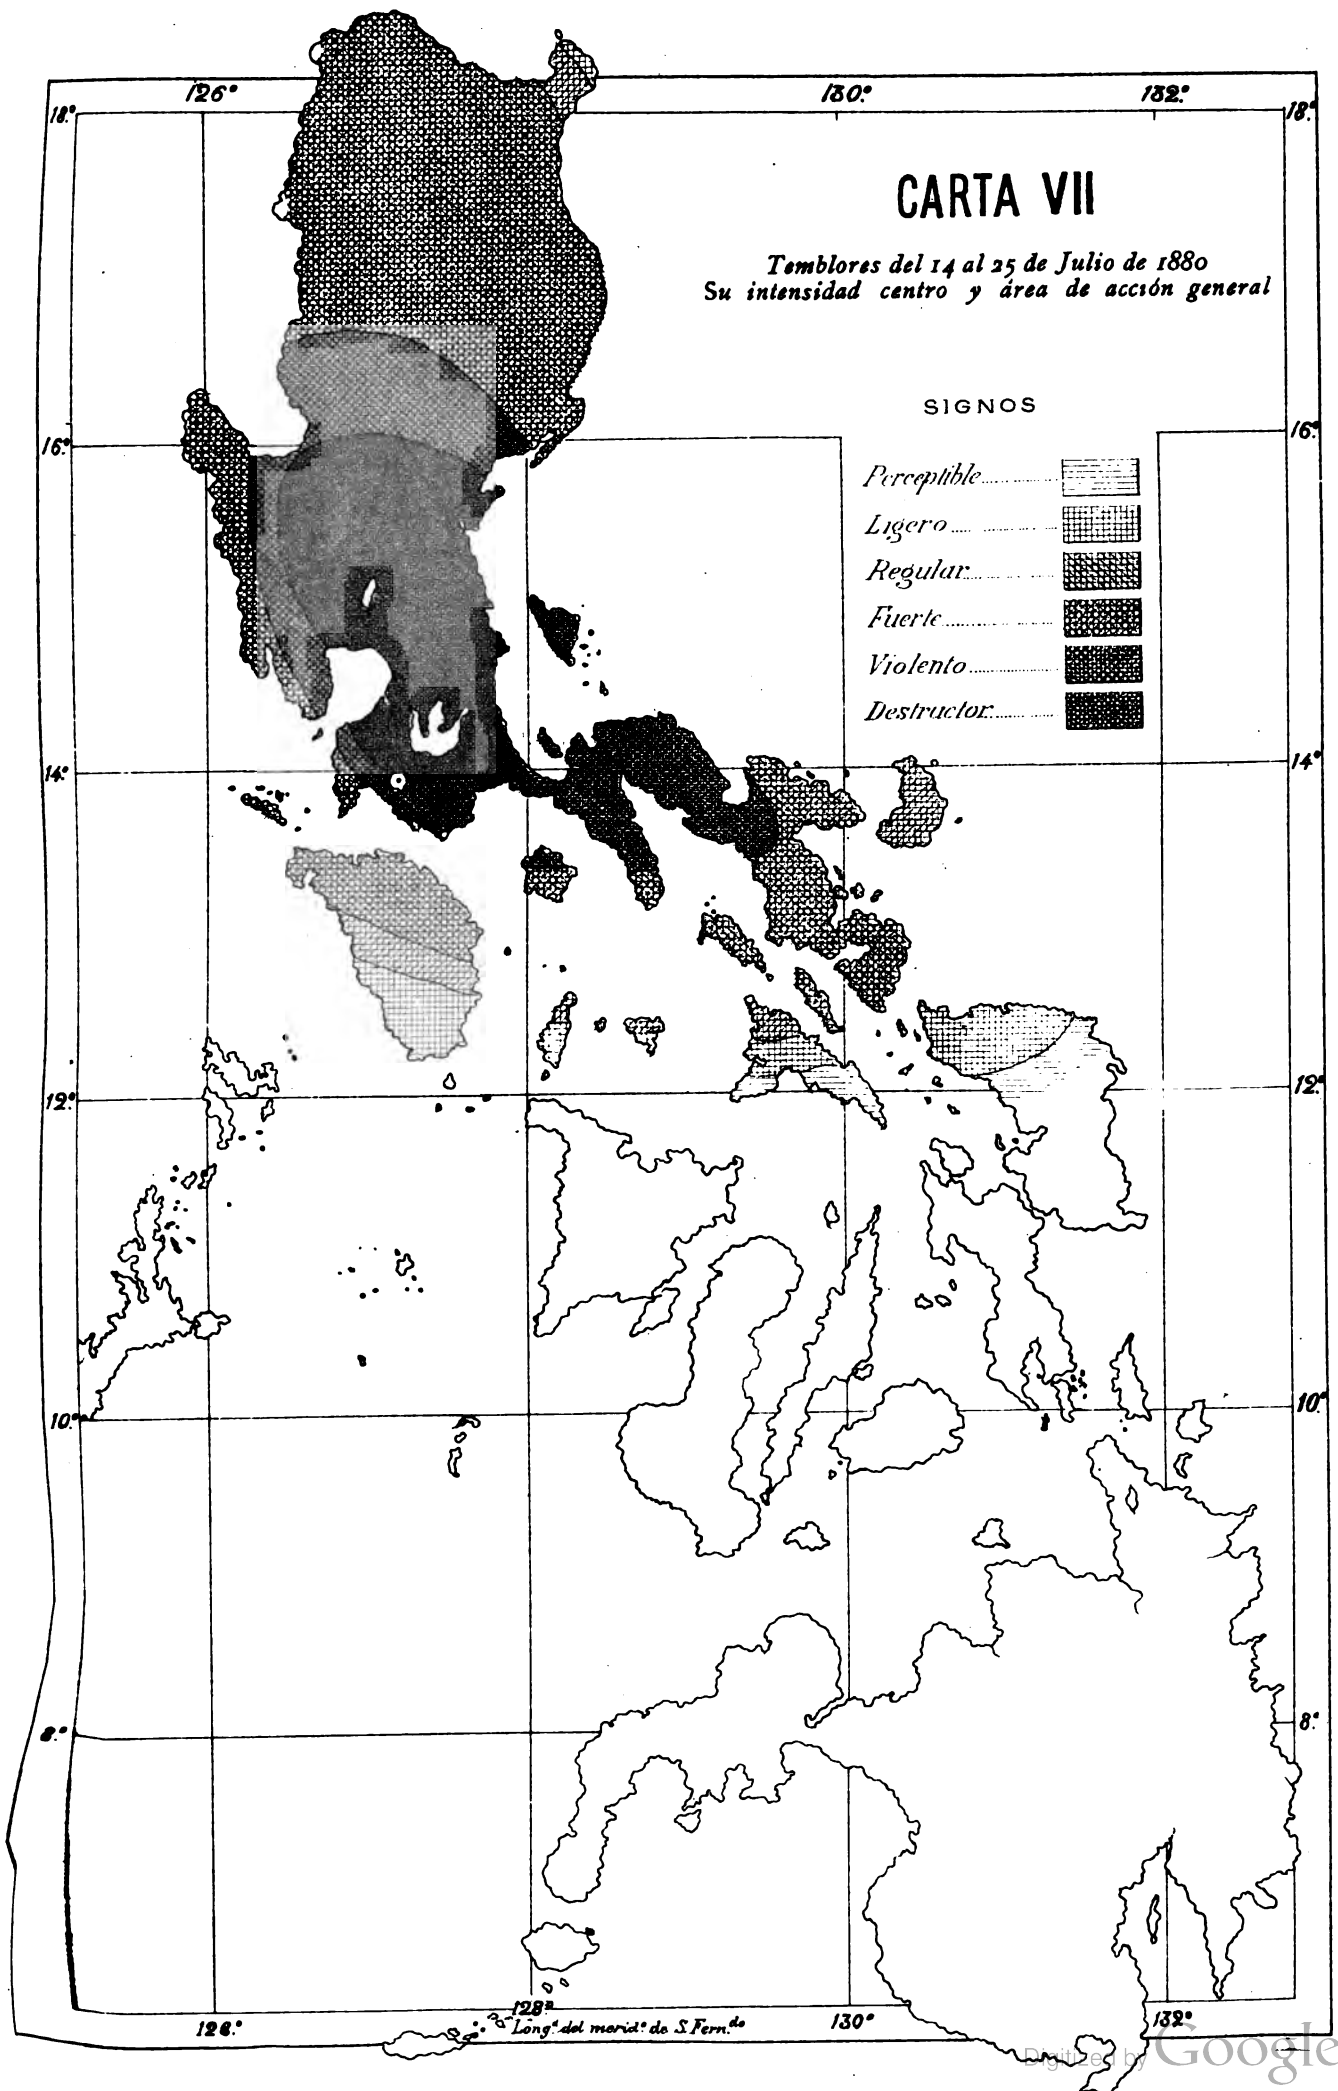 126.º 130.º 132.º
18.º 18.º
CARTA VII
Temblores del 14 al 25 de Julio de 1880
Su intensidad centro y área de acción general
SIGNOS
16.º 16.º
Perceptible
Ligero
Regular
Fuerte
Violento
Destructor
14.º 14.º
12.º 12.º
10.º 10.º
8.º 8.º
126.º 128.º 130.º 132.º
Long.d del merid.º de S. Fern.do
Digitized by Google